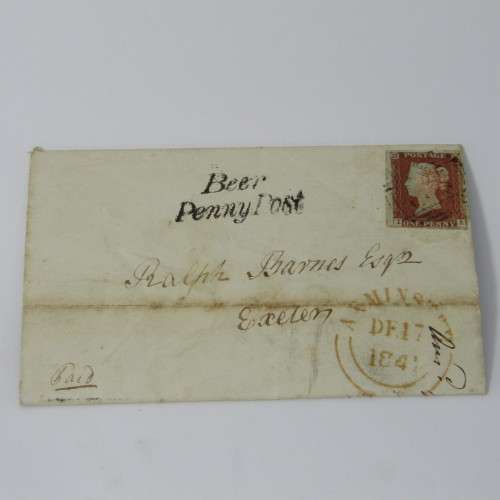 Beer
Penny Post
POSTAGE
ONE PENNY
Ralph Barnes Esqr
Exeter
AXMINSTER
DE 17
1841
Paid